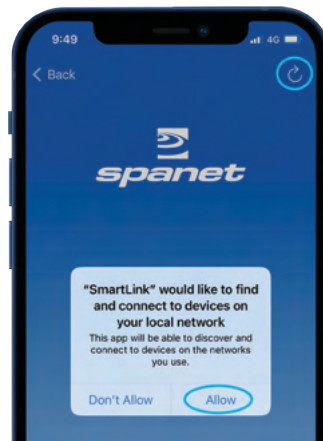 9:49
4G
Back
spanet
"SmartLink" would like to find
and connect to devices on
your local network
This app will be able to discover and
connect to devices on the networks
you use.
Don't Allow
Allow